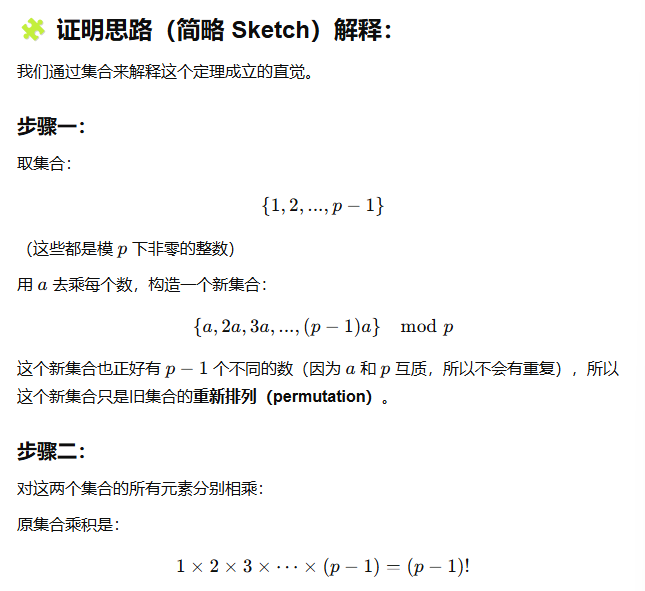 🧩 证明思路（简略 Sketch）解释：
我们通过集合来解释这个定理成立的直觉。
步骤一：
取集合：
{1, 2, ..., p − 1}
（这些都是模 p 下非零的整数）
用 a 去乘每个数，构造一个新集合：
{a, 2a, 3a, ..., (p − 1)a} mod p
这个新集合也正好有 p − 1 个不同的数（因为 a 和 p 互质，所以不会有重复），所以
这个新集合只是旧集合的重新排列（permutation）。
步骤二：
对这两个集合的所有元素分别相乘：
原集合乘积是：
1 × 2 × 3 × ⋯ × (p − 1) = (p − 1)!